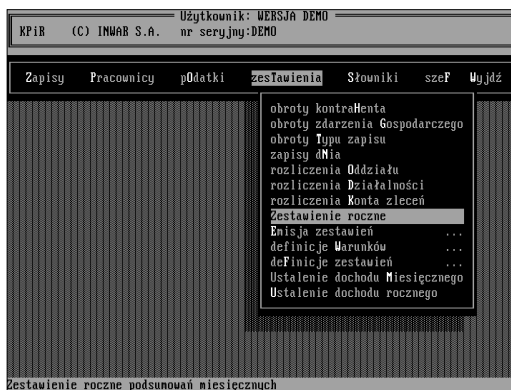 Użytkownik: WERSJA DEMO
KPiR (C) INWAR S.A. nr seryjny:DEMO
Zapisy Pracownicy pOdatki zesTawienia Słowniki szeF Wyjdź
obroty kontraHenta
obroty zdarzenia Gospodarczego
obroty Typu zapisu
zapisy dNia
rozliczenia Oddziału
rozliczenia Działalności
rozliczenia Konta zleceń
Zestawienie roczne
Emisja zestawień ...
definicje Warunków ...
deFinicje zestawień ...
Ustalenie dochodu Miesięcznego
Ustalenie dochodu rocznego
Zestawienie roczne podsumowań miesięcznych